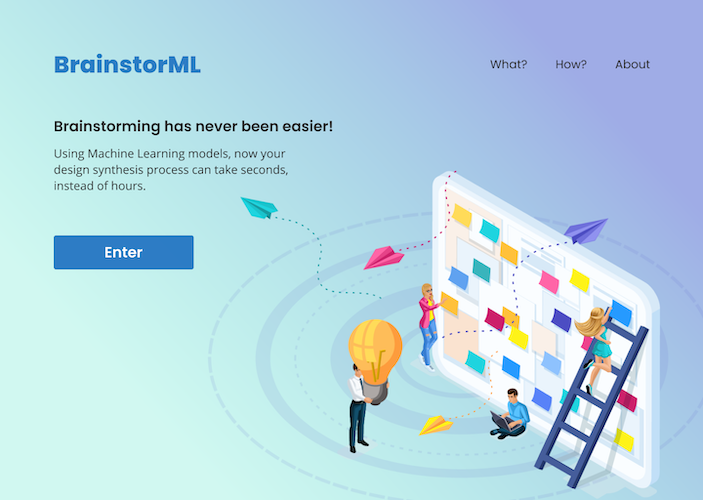 BrainstorML
What? How? About
Brainstorming has never been easier!
Using Machine Learning models, now your
design synthesis process can take seconds,
instead of hours.
Enter